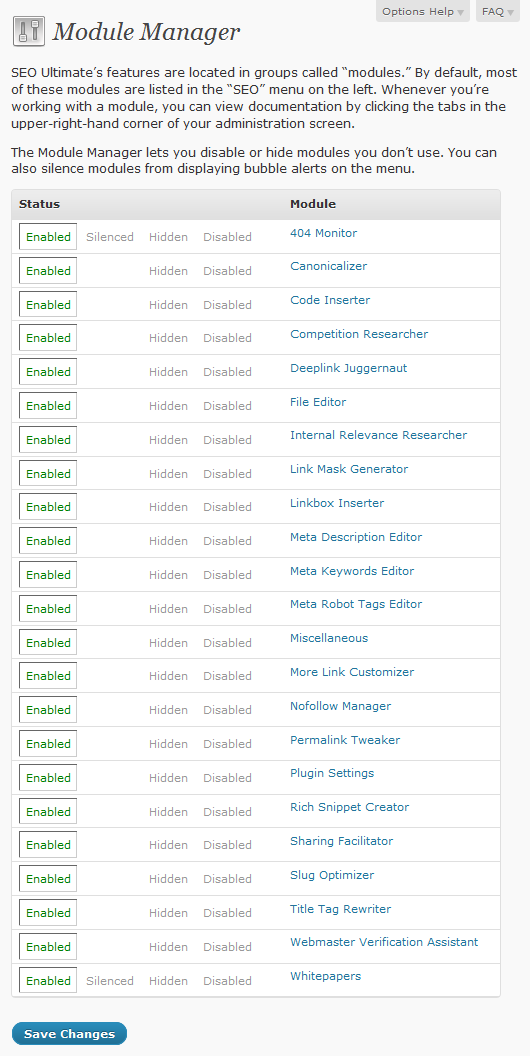 Options Help ▾ FAQ ▾
Module Manager
SEO Ultimate’s features are located in groups called “modules.” By default, most
of these modules are listed in the “SEO” menu on the left. Whenever you’re
working with a module, you can view documentation by clicking the tabs in the
upper-right-hand corner of your administration screen.
The Module Manager lets you disable or hide modules you don’t use. You can
also silence modules from displaying bubble alerts on the menu.
Status Module
Enabled Silenced Hidden Disabled 404 Monitor
Enabled Hidden Disabled Canonicalizer
Enabled Hidden Disabled Code Inserter
Enabled Hidden Disabled Competition Researcher
Enabled Hidden Disabled Deeplink Juggernaut
Enabled Hidden Disabled File Editor
Enabled Hidden Disabled Internal Relevance Researcher
Enabled Hidden Disabled Link Mask Generator
Enabled Hidden Disabled Linkbox Inserter
Enabled Hidden Disabled Meta Description Editor
Enabled Hidden Disabled Meta Keywords Editor
Enabled Hidden Disabled Meta Robot Tags Editor
Enabled Hidden Disabled Miscellaneous
Enabled Hidden Disabled More Link Customizer
Enabled Hidden Disabled Nofollow Manager
Enabled Hidden Disabled Permalink Tweaker
Enabled Hidden Disabled Plugin Settings
Enabled Hidden Disabled Rich Snippet Creator
Enabled Hidden Disabled Sharing Facilitator
Enabled Hidden Disabled Slug Optimizer
Enabled Hidden Disabled Title Tag Rewriter
Enabled Hidden Disabled Webmaster Verification Assistant
Enabled Silenced Hidden Disabled Whitepapers
Save Changes